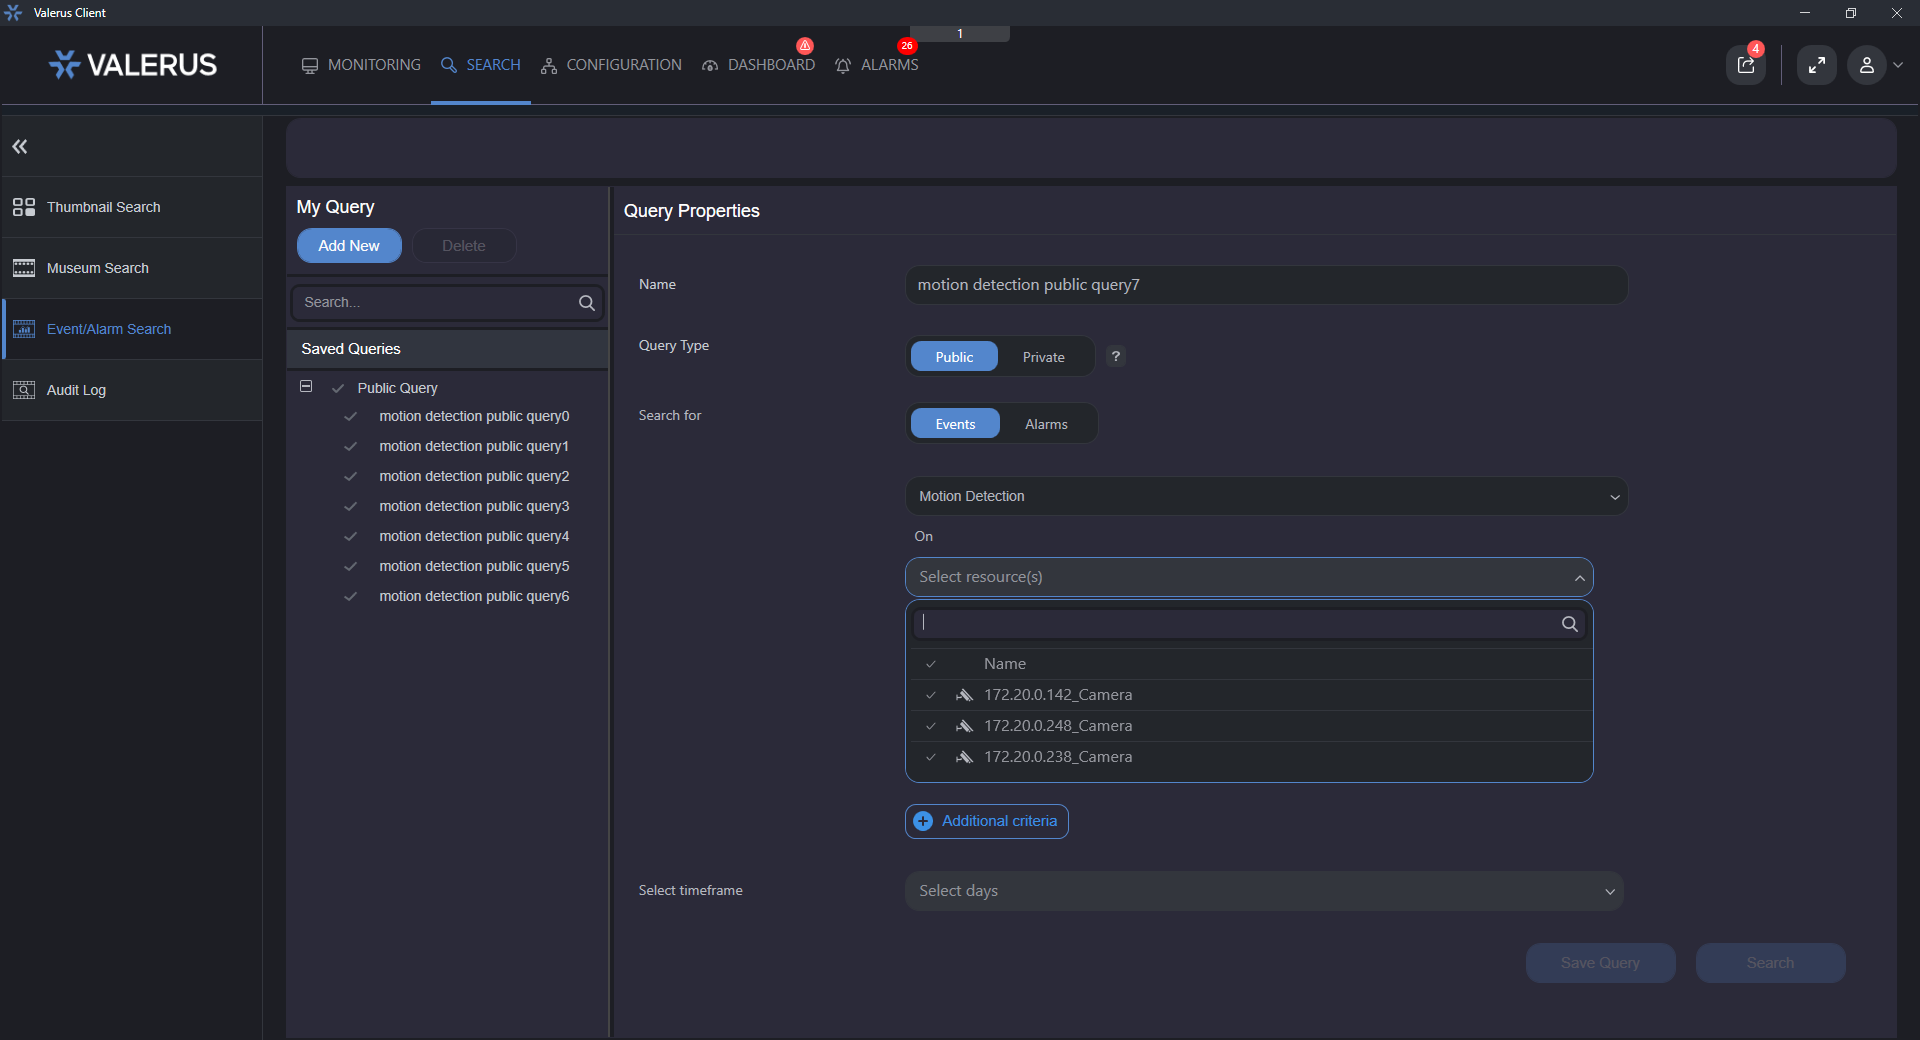 Valerus Client
1
VALERUS
MONITORING
SEARCH
CONFIGURATION
DASHBOARD
26
ALARMS
4
Thumbnail Search
Museum Search
Event/Alarm Search
Audit Log
My Query
Add New
Delete
Search...
Saved Queries
Public Query
motion detection public query0
motion detection public query1
motion detection public query2
motion detection public query3
motion detection public query4
motion detection public query5
motion detection public query6
Query Properties
Name
motion detection public query7
Query Type
Public
Private
?
Search for
Events
Alarms
Motion Detection
On
Select resource(s)
Name
172.20.0.142_Camera
172.20.0.248_Camera
172.20.0.238_Camera
Additional criteria
Select timeframe
Select days
Save Query
Search